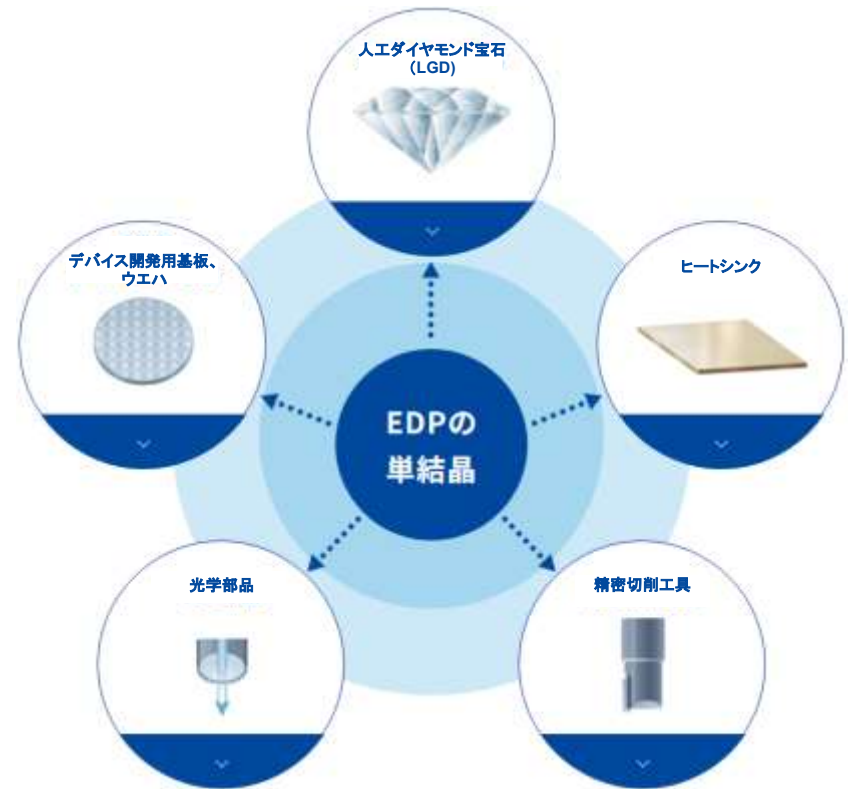 人工ダイヤモンド宝石
（LGD)
デバイス開発用基板、
ウエハ
ヒートシンク
EDPの
単結晶
光学部品
精密切削工具